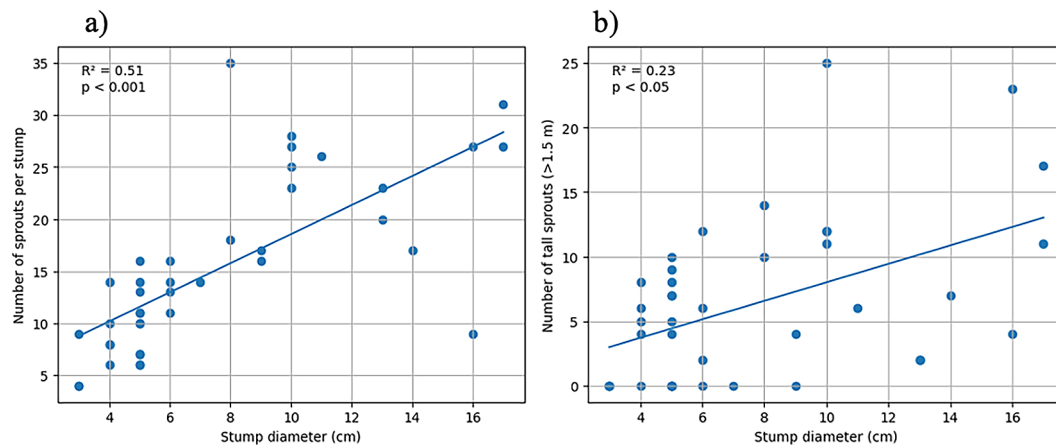 a)
R² = 0.51
p < 0.001
35
30
25
20
15
10
5
Number of sprouts per stump
4 6 8 10 12 14 16
Stump diameter (cm)
b)
R² = 0.23
p < 0.05
25
20
15
10
5
0
Number of tall sprouts (>1.5 m)
4 6 8 10 12 14 16
Stump diameter (cm)